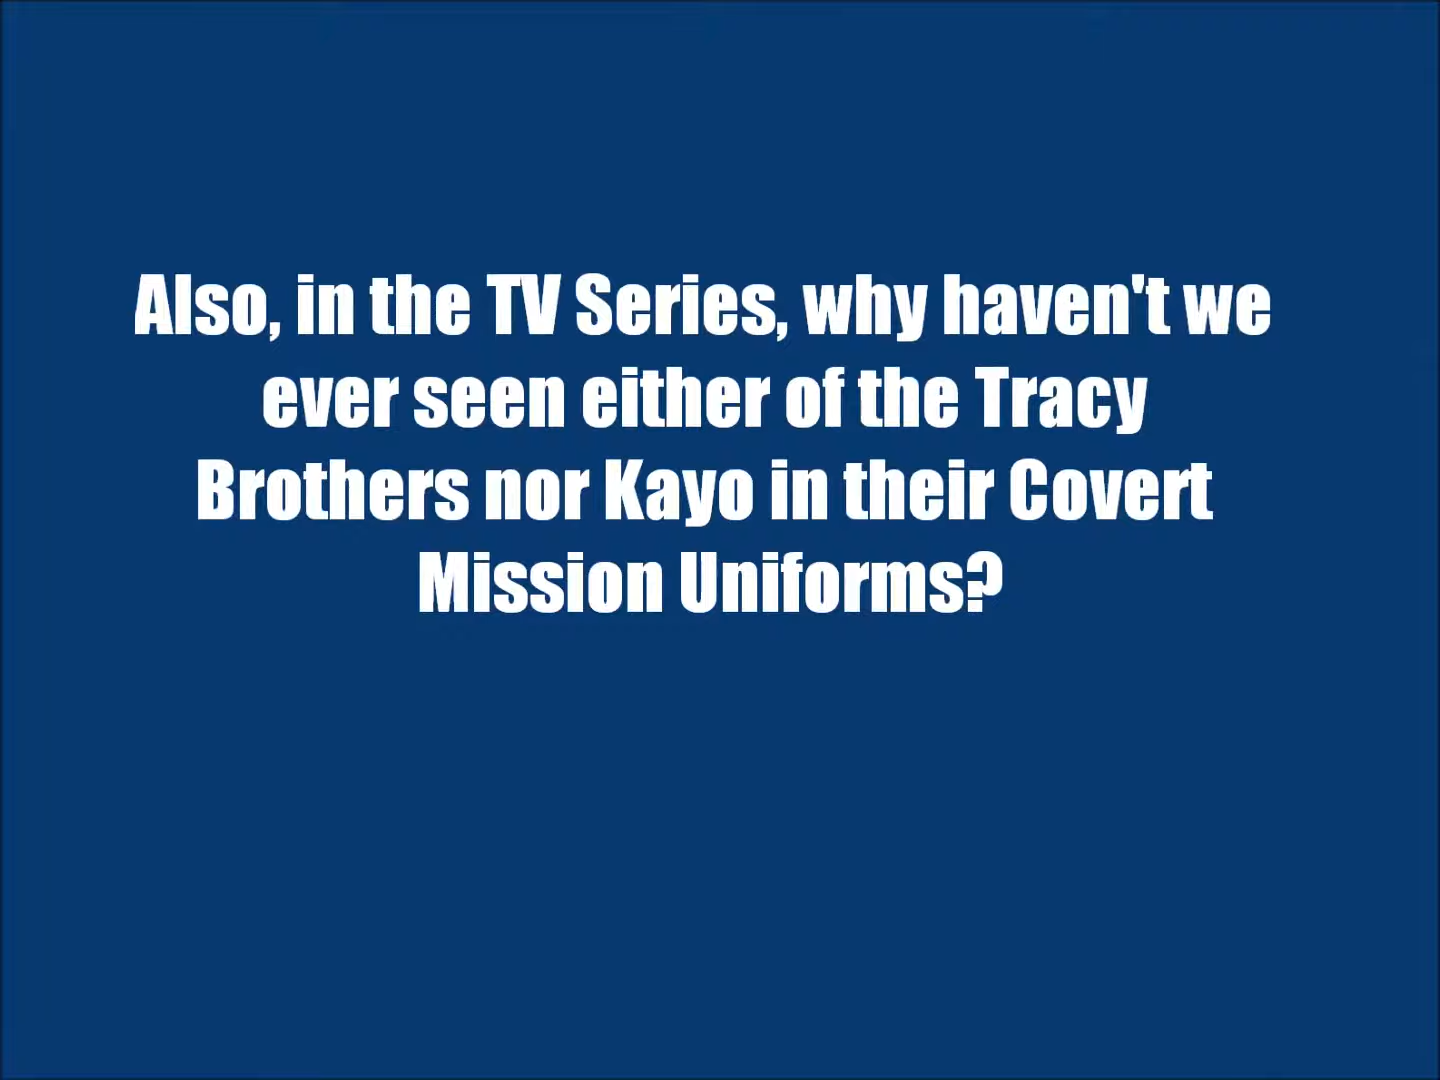 Also, in the TV Series, why haven't we
ever seen either of the Tracy
Brothers nor Kayo in their Covert
Mission Uniforms?